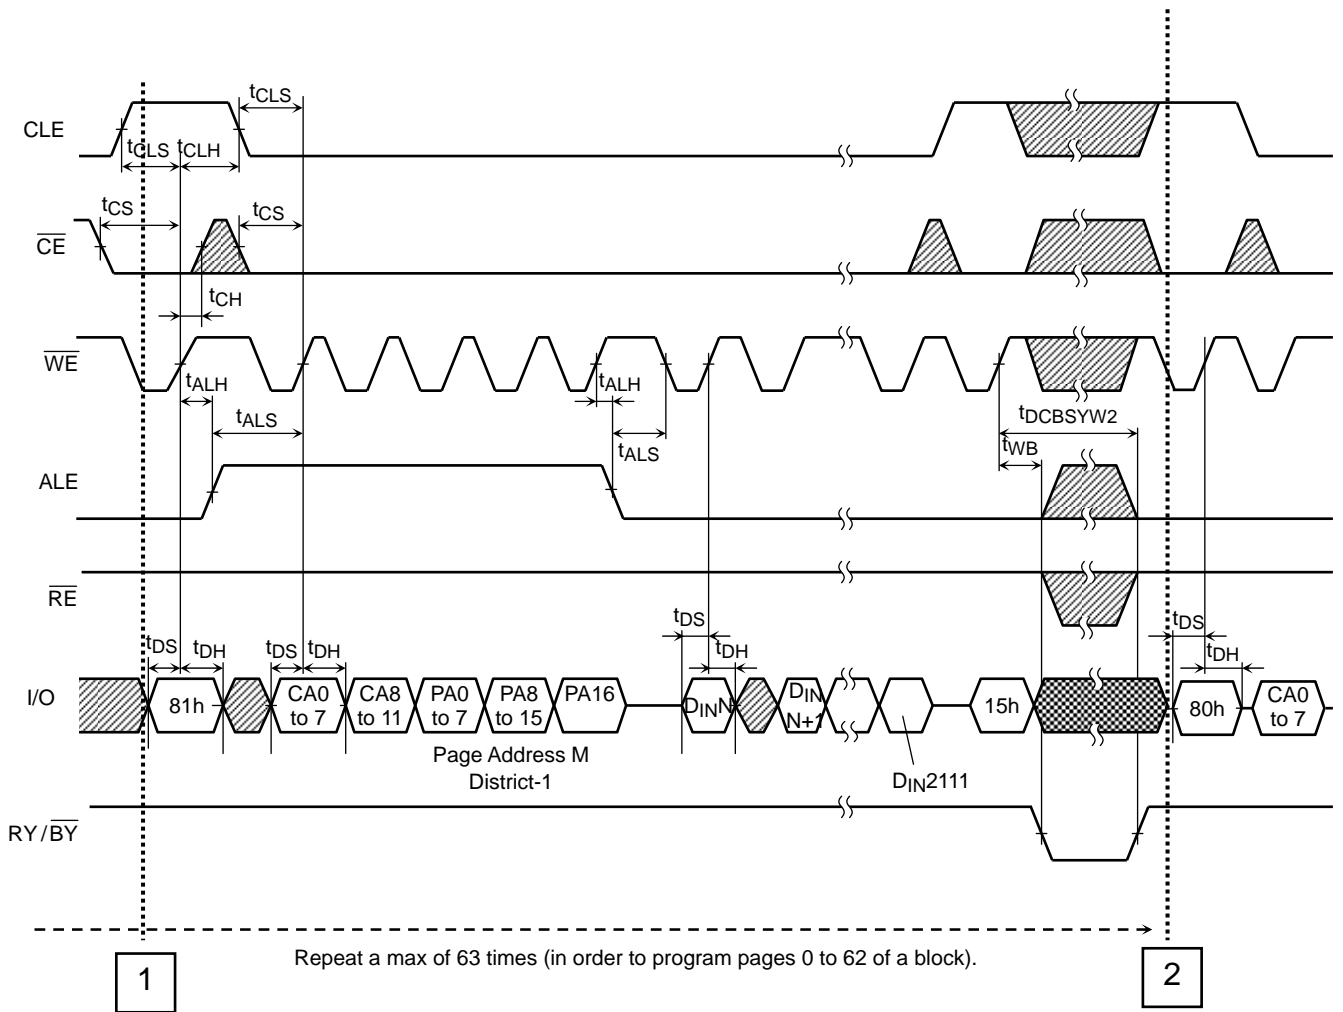 tCLS
CLE
tCLS tCLH
tCS tCS
CE
tCH
WE
tALH tALH
tALS tDCBSYW2
tALS tWB
ALE
RE
tDS tDH tDS tDH tDS tDH tDS tDH
I/O 81h CA0 to 7 CA8 to 11 PA0 to 7 PA8 to 15 PA16 DINN DIN N+1 15h 80h CA0 to 7
Page Address M
District-1
DIN2111
RY/BY
Repeat a max of 63 times (in order to program pages 0 to 62 of a block).
1 2